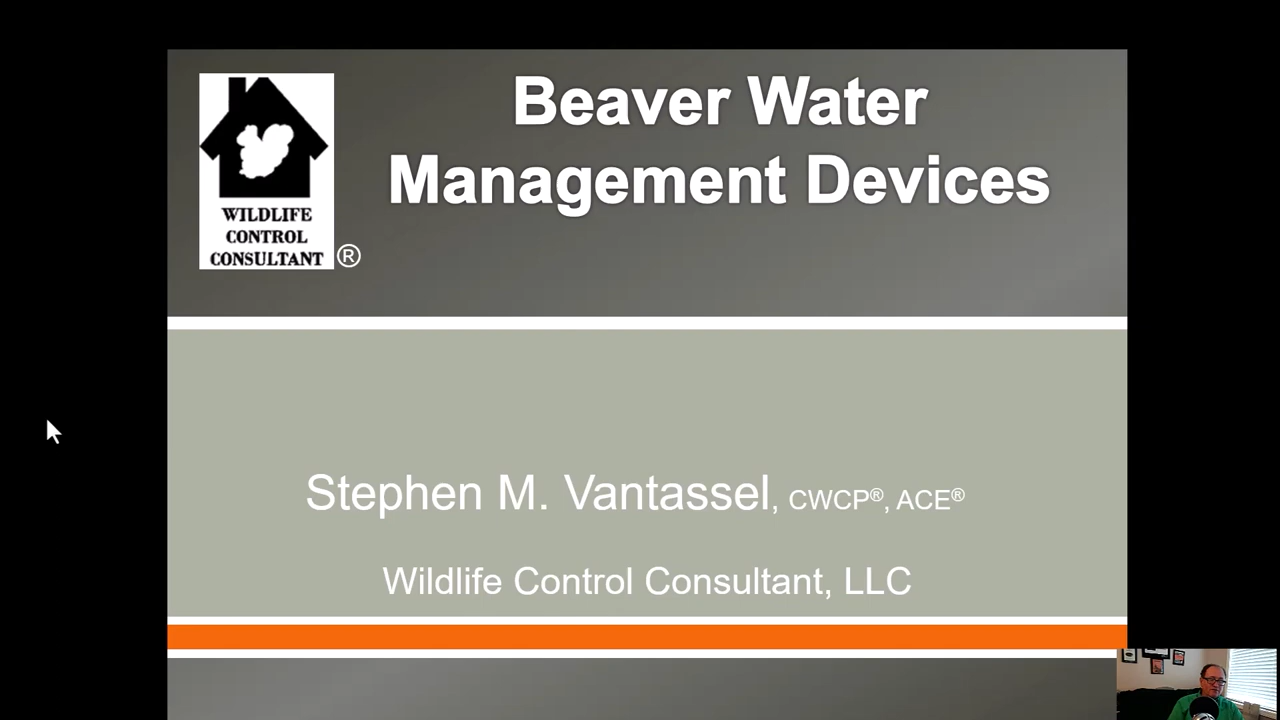 Beaver Water
Management Devices
WILDLIFE
CONTROL
CONSULTANT ®
Stephen M. Vantassel, CWCP®, ACE®
Wildlife Control Consultant, LLC